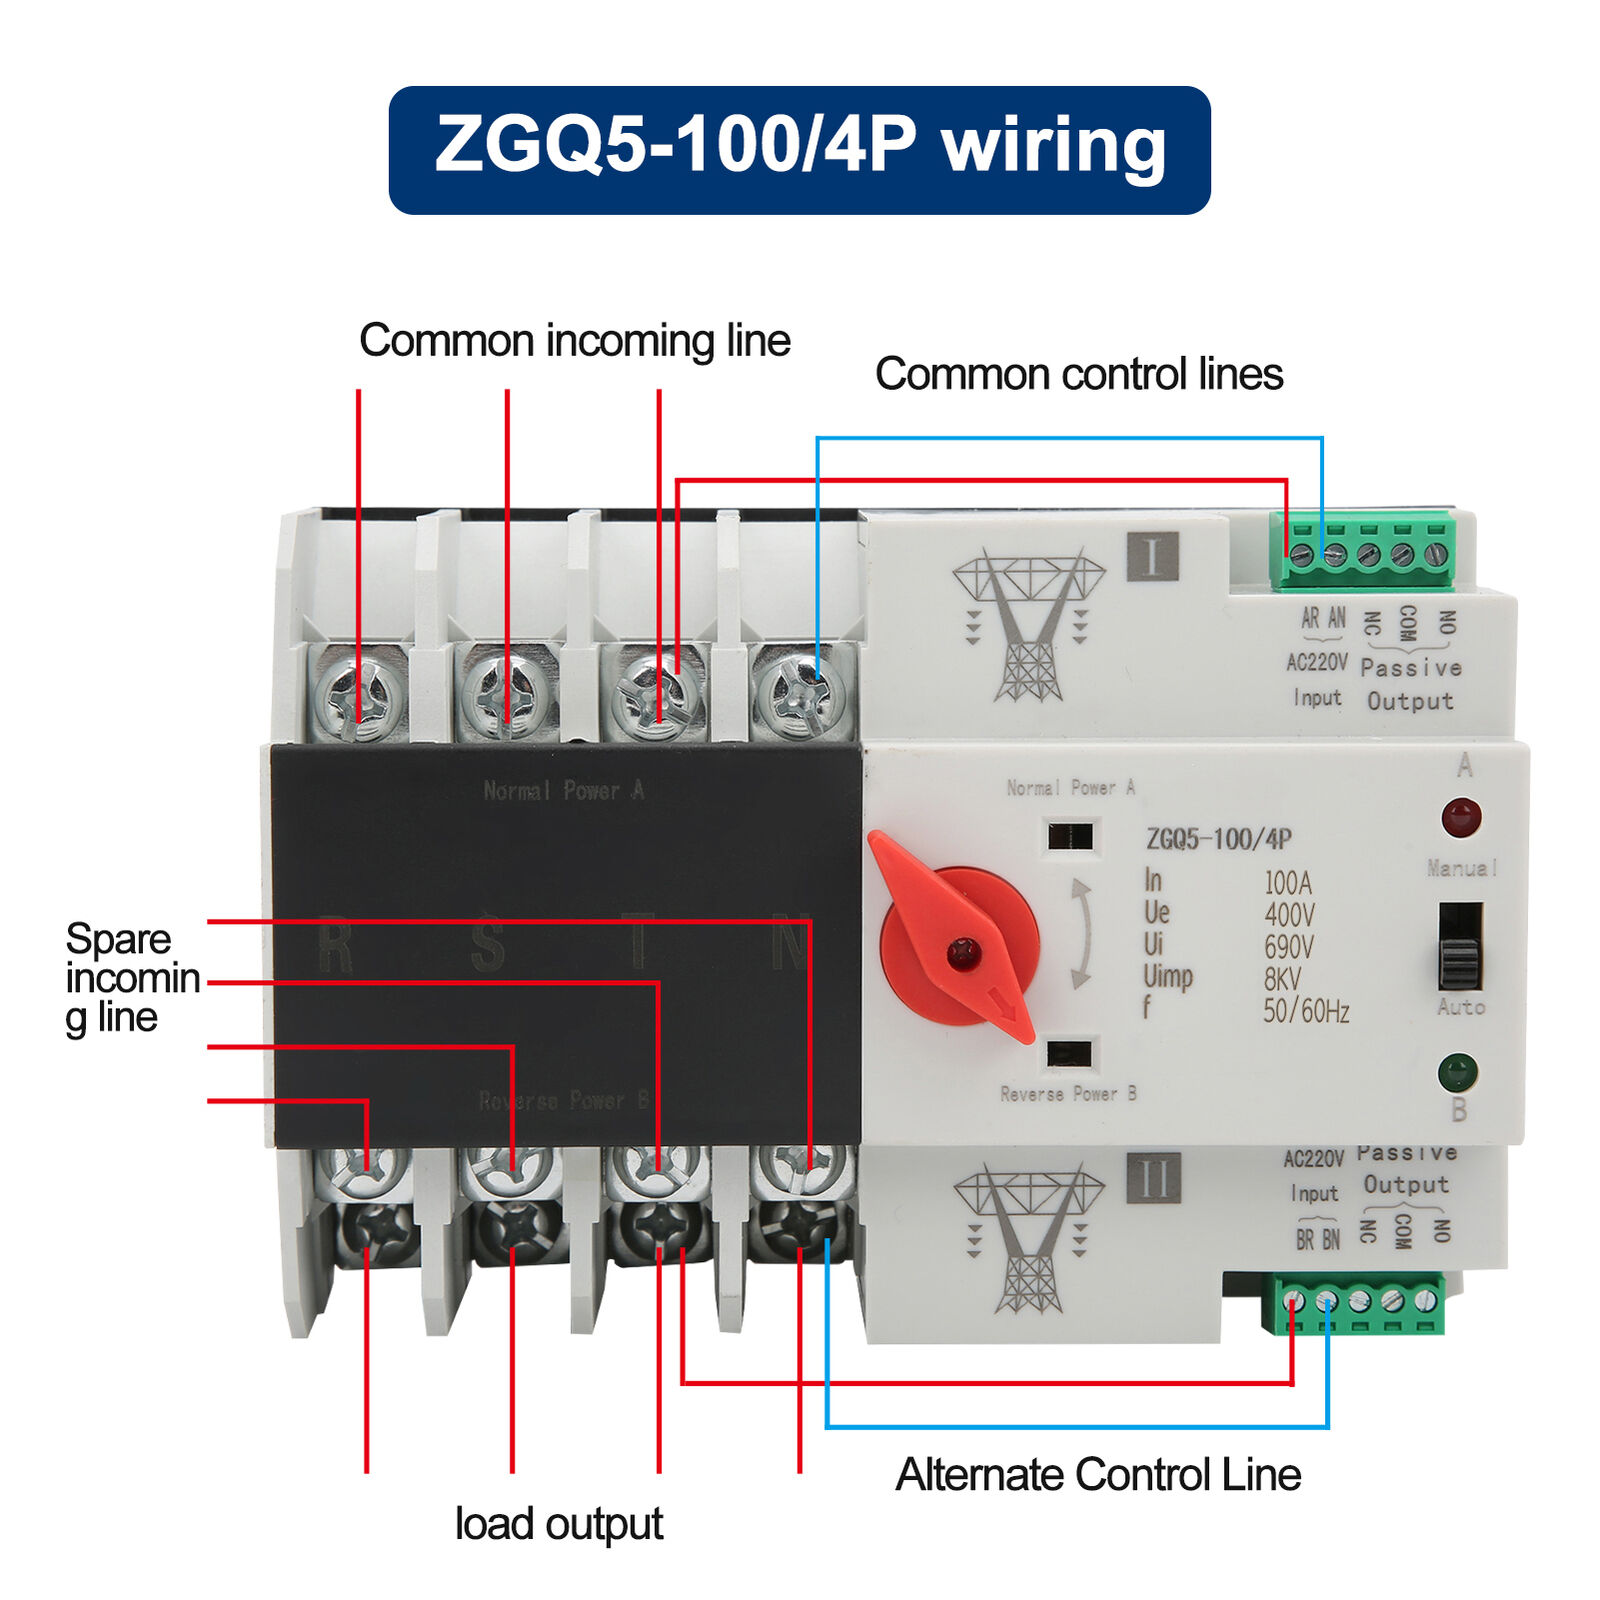 ZGQ5-100/4P wiring
Common incoming line
Common control lines
I
AR AN
NC
COM
NO
AC220V
Input
Passive
Output
Normal Power A
Normal Power A
A
ZGQ5-100/4P
In 100A
Ue 400V
Ui 690V
Uimp 8KV
f 50/60Hz
Manual
Auto
B
R S T N
Spare
incomin
g line
Reverse Power B
Reverse Power B
II
AC220V
Input
Passive
Output
BR BN
NC
COM
NO
Alternate Control Line
load output